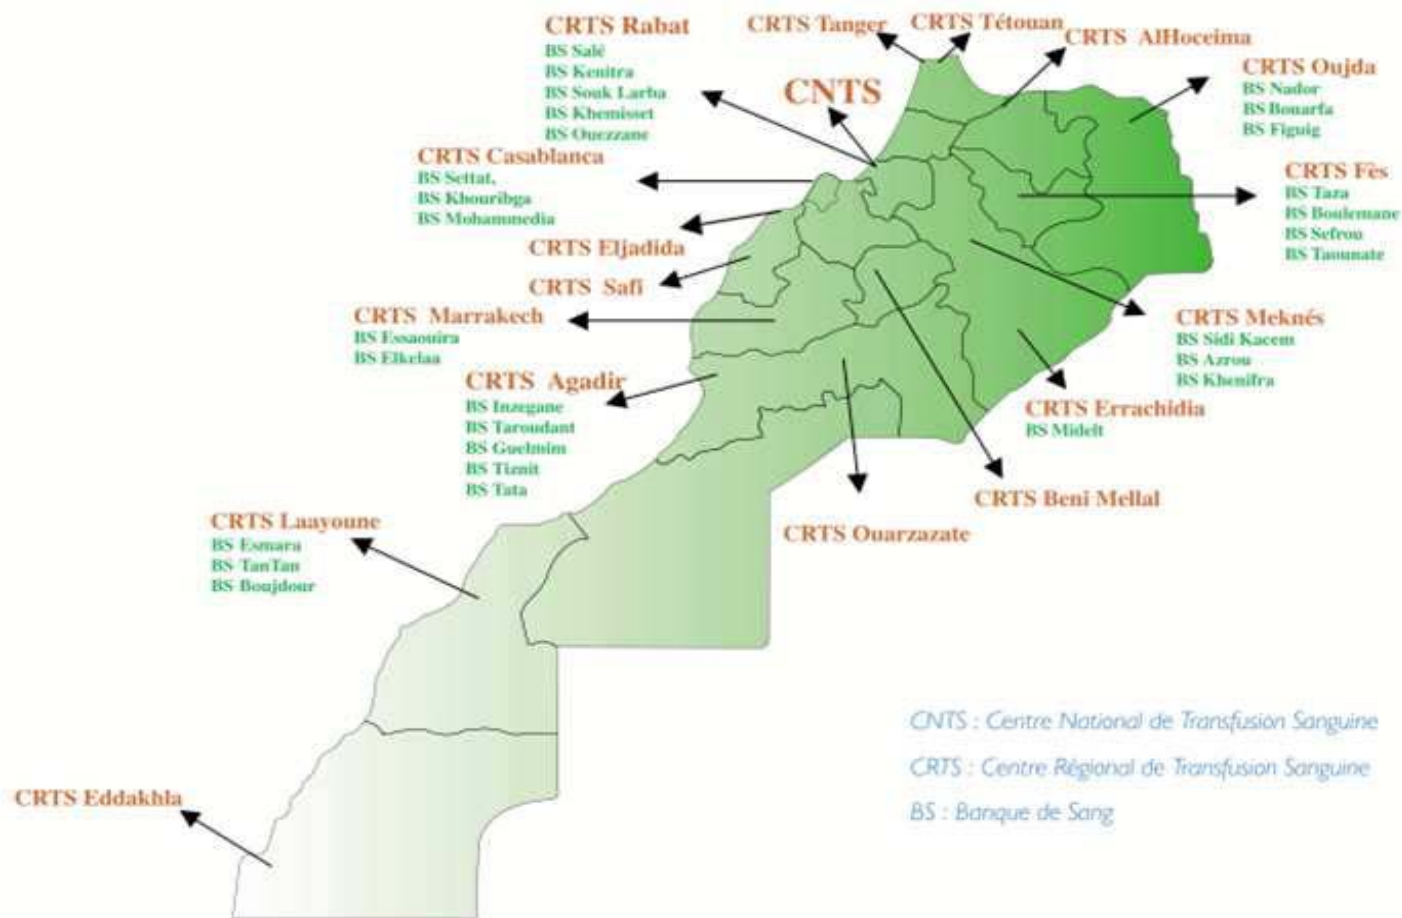 CRTS Rabat
BS Salé
BS Kenitra
BS Souk Larba
BS Khemisset
BS Ouezzane
CRTS Tanger
CRTS Tétouan
CRTS AlHoceima
CNTS
CRTS Oujda
BS Nador
BS Bouarfa
BS Figuig
CRTS Casablanca
BS Settat,
BS Khouribga
BS Mohammedia
CRTS Fès
BS Taza
BS Boulemane
BS Sefrou
BS Taounate
CRTS Eljadida
CRTS Safi
CRTS Marrakech
BS Essaouira
BS Elkelaa
CRTS Meknés
BS Sidi Kacem
BS Azrou
BS Khenifra
CRTS Agadir
BS Inzegane
BS Taroudant
BS Guelmim
BS Tiznit
BS Tata
CRTS Errachidia
BS Midelt
CRTS Beni Mellal
CRTS Ouarzazate
CRTS Laayoune
BS Esmara
BS TanTan
BS Boujdour
CRTS Eddakhla
CNTS : Centre National de Transfusion Sanguine
CRTS : Centre Régional de Transfusion Sanguine
BS : Banque de Sang